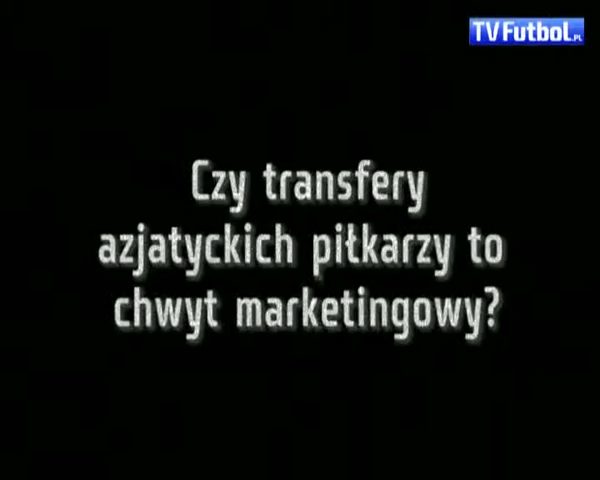 TVFutbol.PL
Czy transfery
azjatyckich piłkarzy to
chwyt marketingowy?